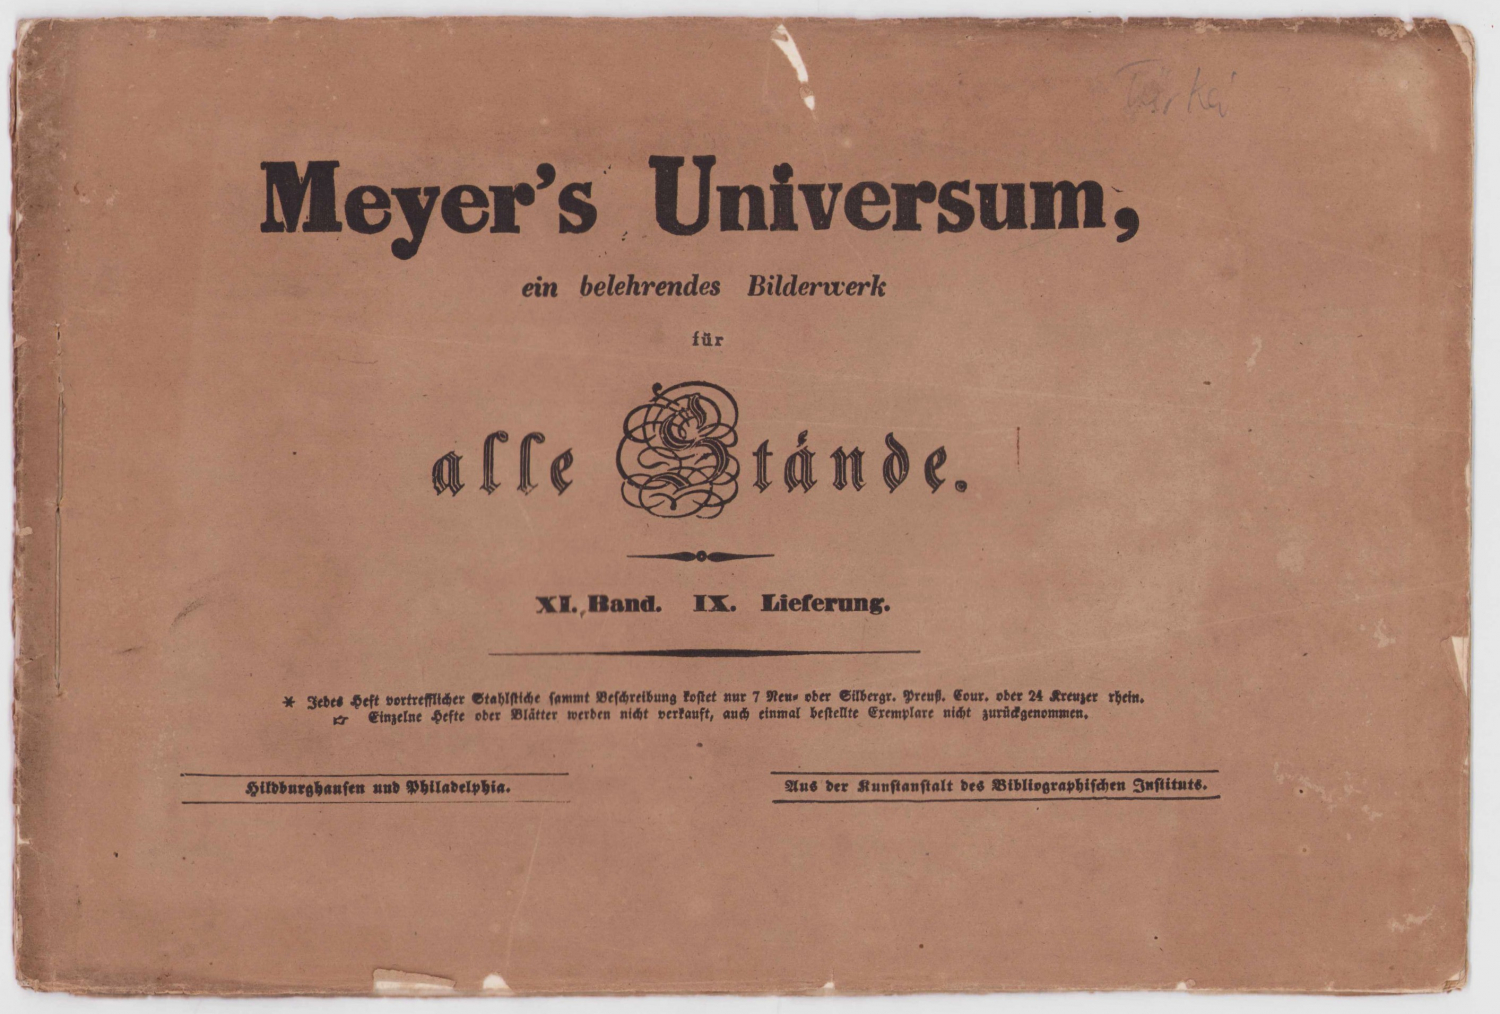 Meyer's Universum,
ein belehrendes Bilderwerk
für
alle Stände.
XI. Band. IX. Lieferung.
* Jedes Heft vortrefflicher Stahlstiche sammt Beschreibung kostet nur 7 Neu- oder Silbergr. Preuß. Cour. oder 24 Kreuzer rhein.
☞ Einzelne Hefte oder Blätter werden nicht verkauft, auch einmal bestellte Exemplare nicht zurückgenommen.
Hildburghausen und Philadelphia.
Aus der Kunstanstalt des Bibliographischen Instituts.